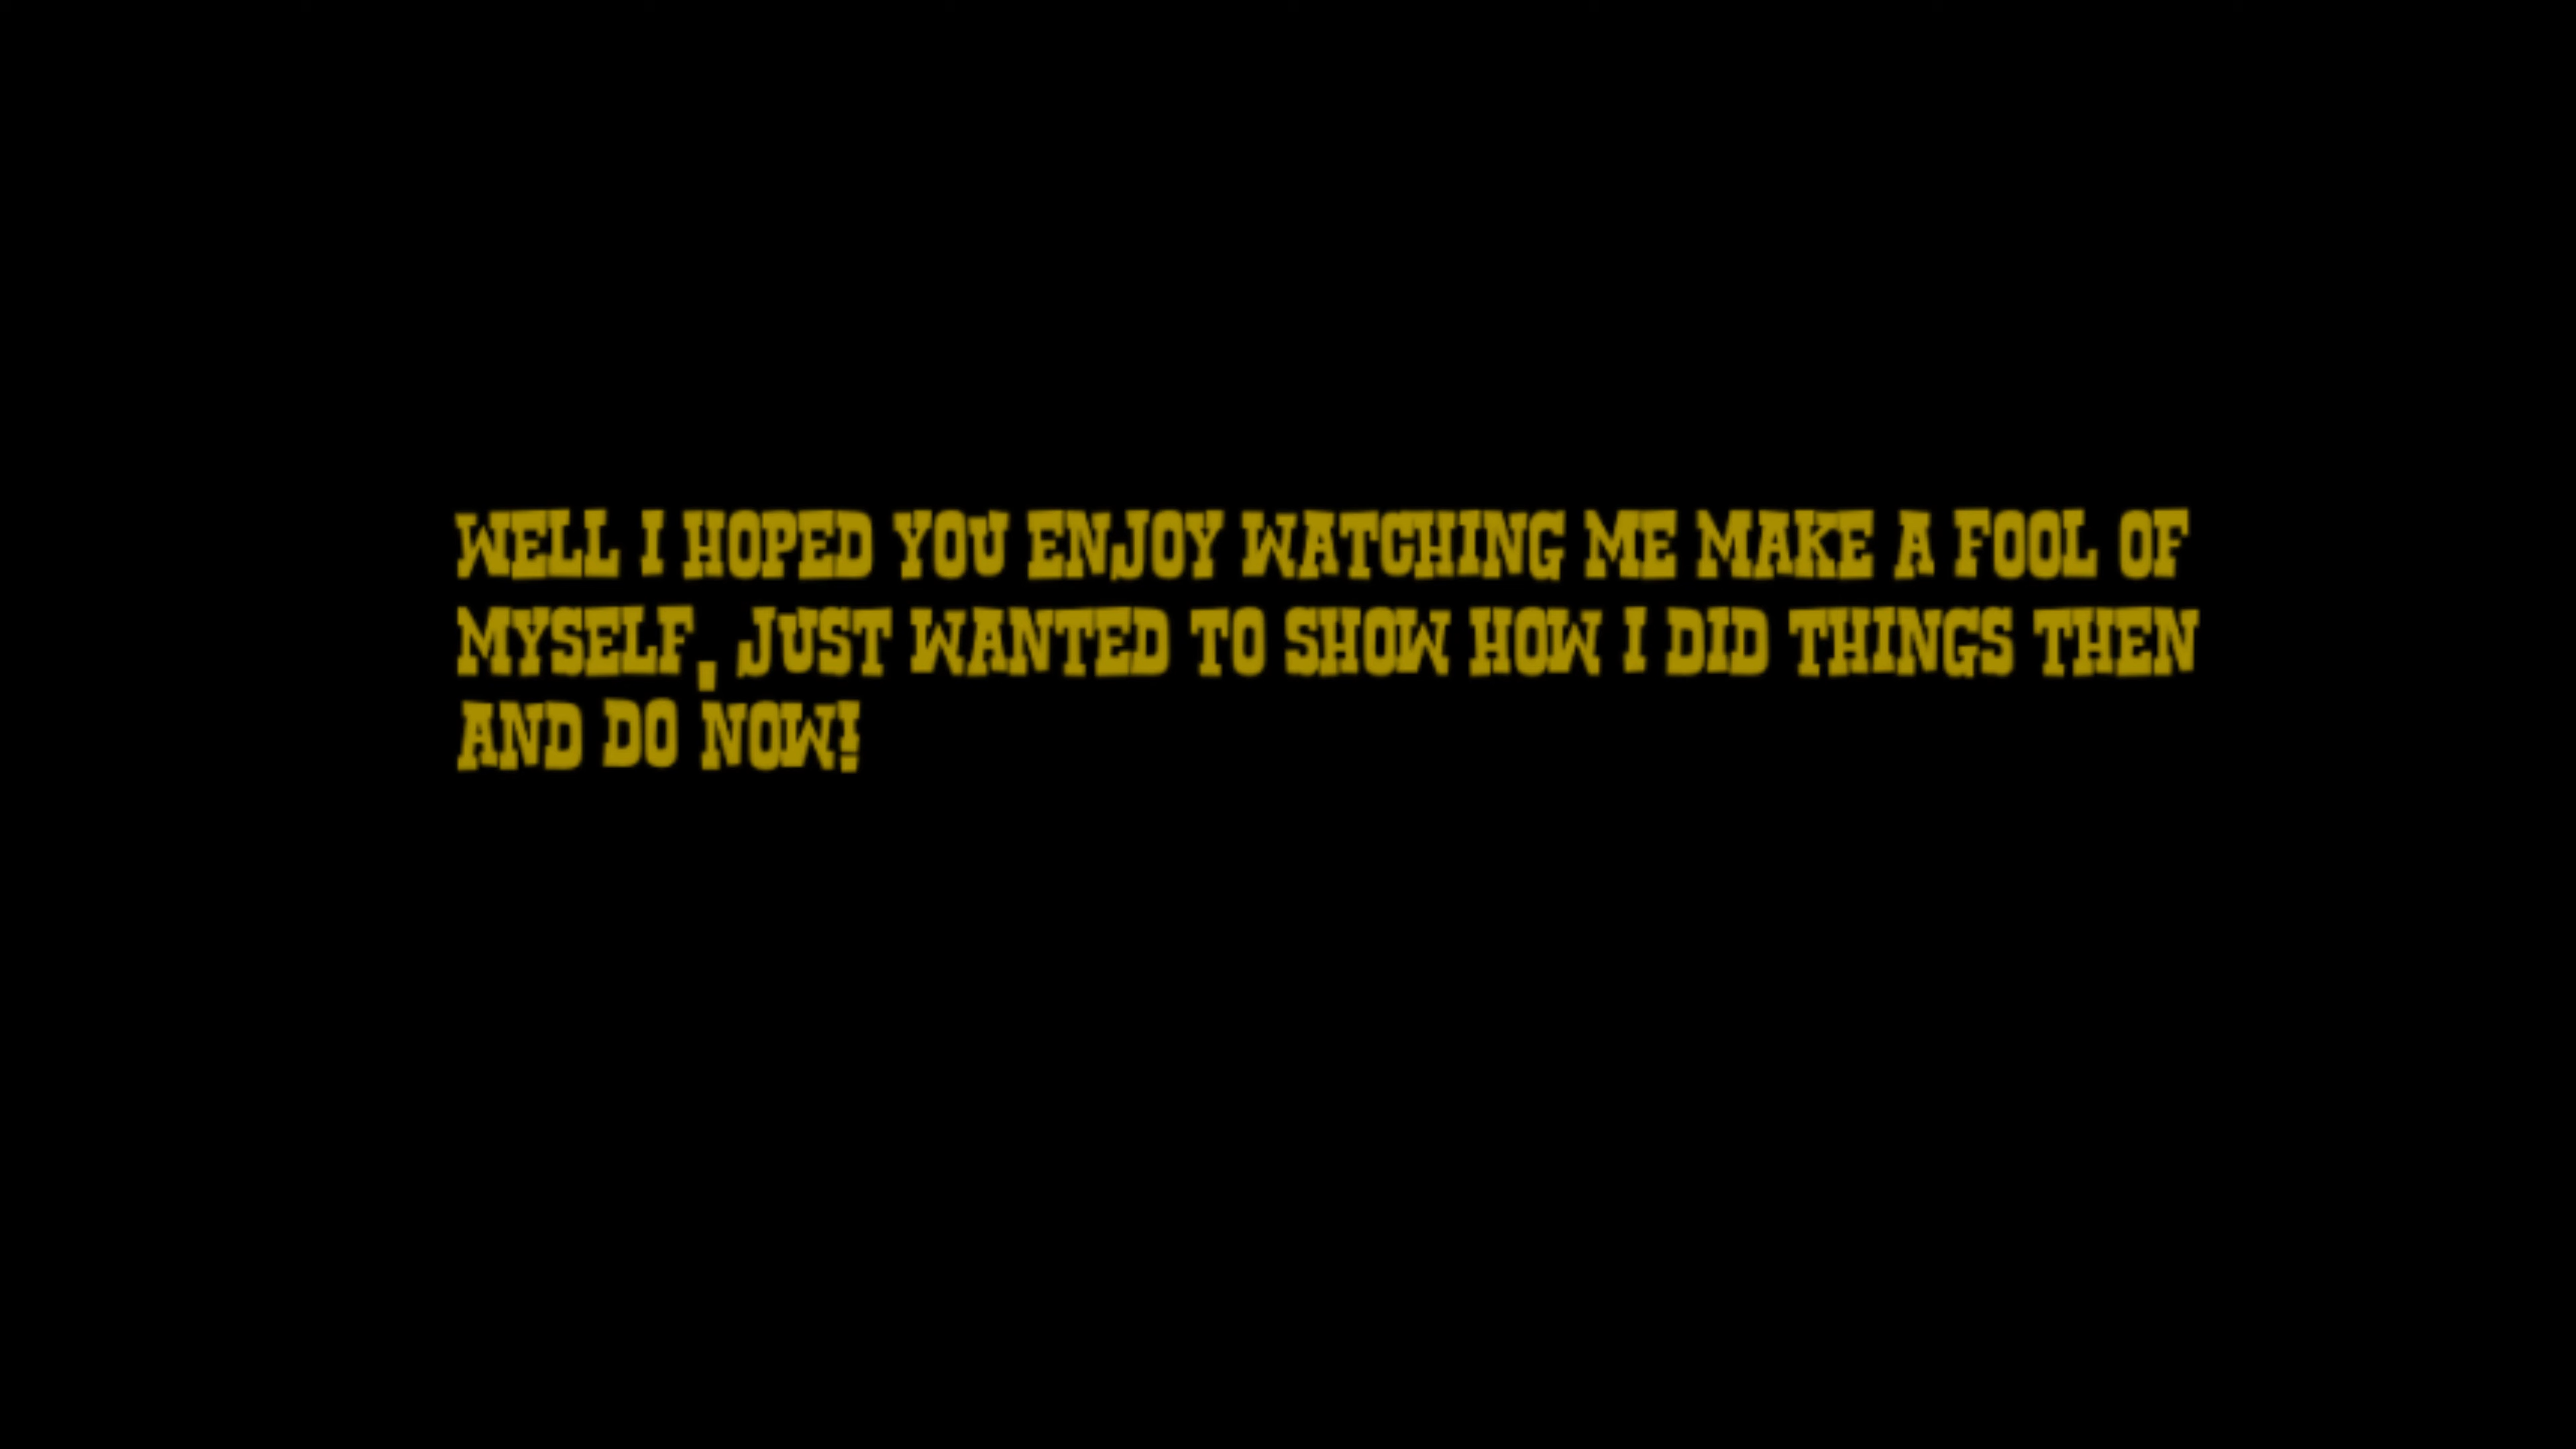 WELL I HOPED YOU ENJOY WATCHING ME MAKE A FOOL OF
MYSELF, JUST WANTED TO SHOW HOW I DID THINGS THEN
AND DO NOW!